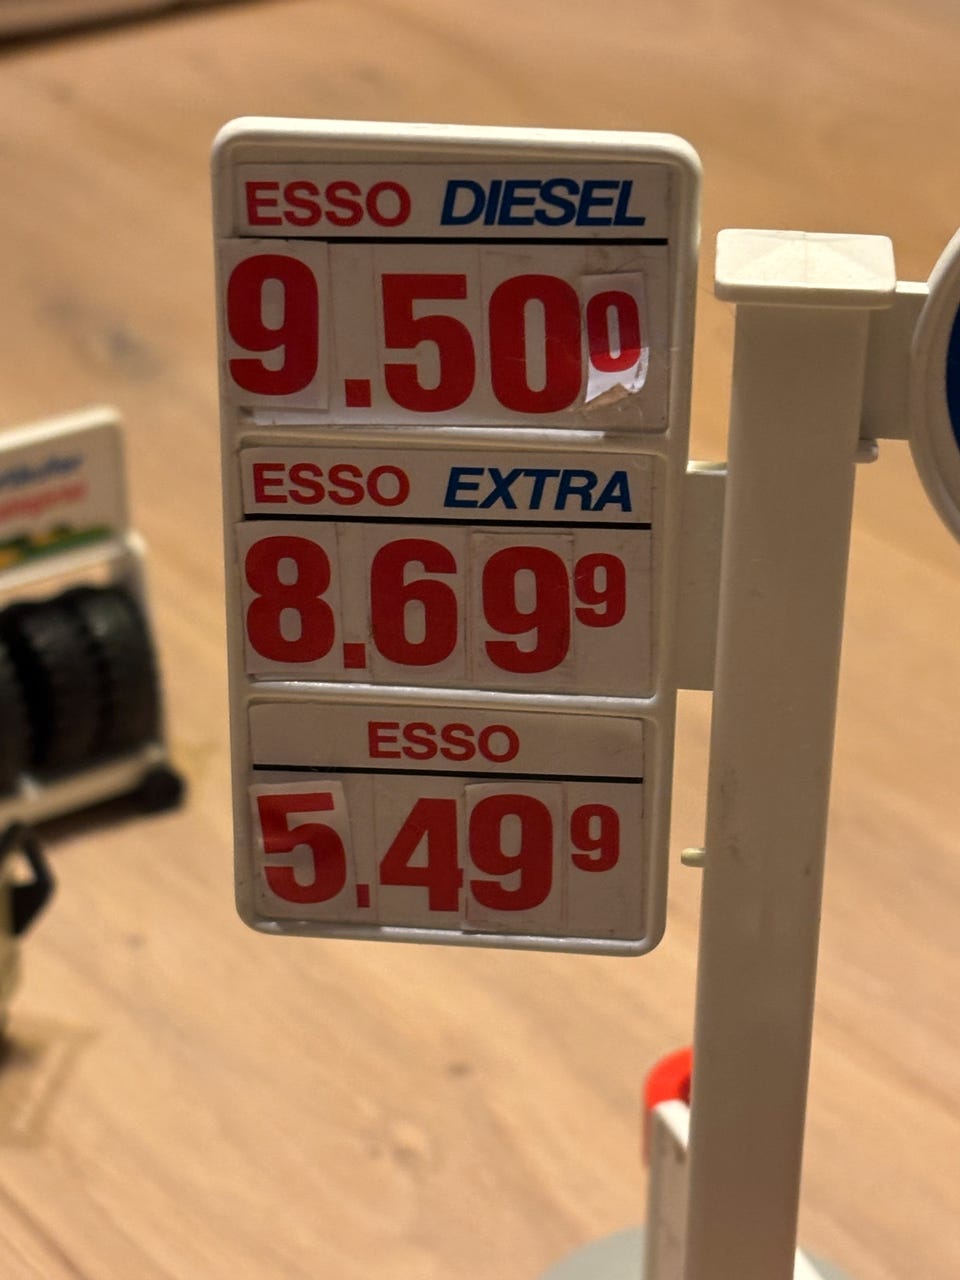 ESSO DIESEL
9.500
ESSO EXTRA
8.699
ESSO
5.499